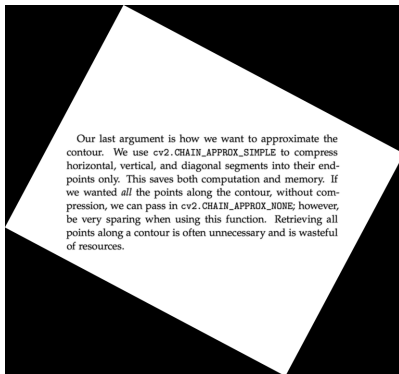 Our last argument is how we want to approximate the
contour. We use cv2.CHAIN_APPROX_SIMPLE to compress
horizontal, vertical, and diagonal segments into their end-
points only. This saves both computation and memory. If
we wanted all the points along the contour, without com-
pression, we can pass in cv2.CHAIN_APPROX_NONE; however,
be very sparing when using this function. Retrieving all
points along a contour is often unnecessary and is wasteful
of resources.